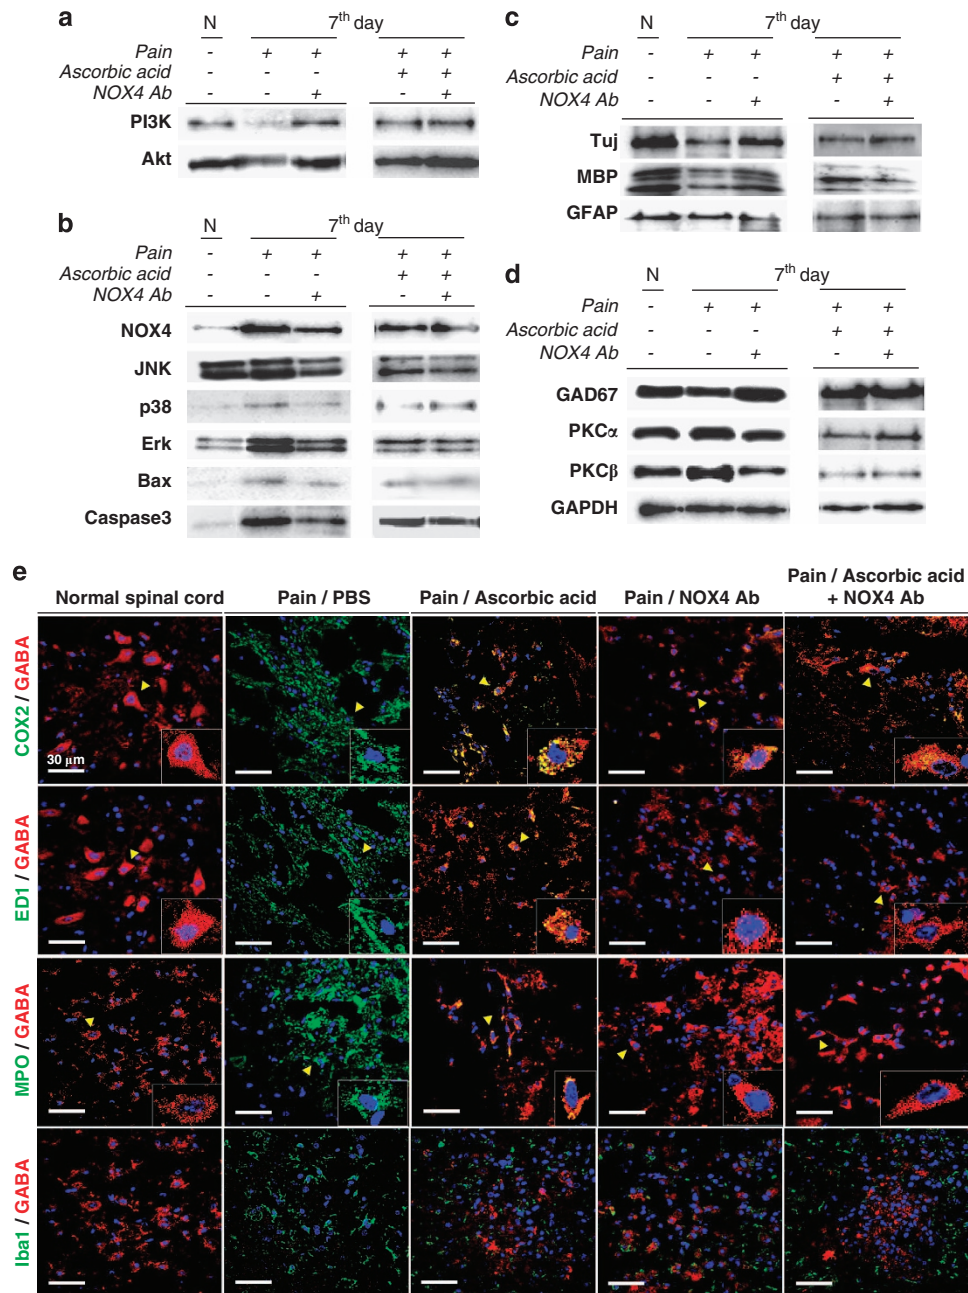 a
N 7th day
Pain - + + + +
Ascorbic acid - - - + +
NOX4 Ab - - + - +
PI3K
Akt
b
N 7th day
Pain - + + + +
Ascorbic acid - - - + +
NOX4 Ab - - + - +
NOX4
JNK
p38
Erk
Bax
Caspase3
c
N 7th day
Pain - + + + +
Ascorbic acid - - - + +
NOX4 Ab - - + - +
Tuj
MBP
GFAP
d
N 7th day
Pain - + + + +
Ascorbic acid - - - + +
NOX4 Ab - - + - +
GAD67
PKCα
PKCβ
GAPDH
e
Normal spinal cord
Pain / PBS
Pain / Ascorbic acid
Pain / NOX4 Ab
Pain / Ascorbic acid
+ NOX4 Ab
COX2 / GABA
30 μm
ED1 / GABA
MPO / GABA
Iba1 / GABA